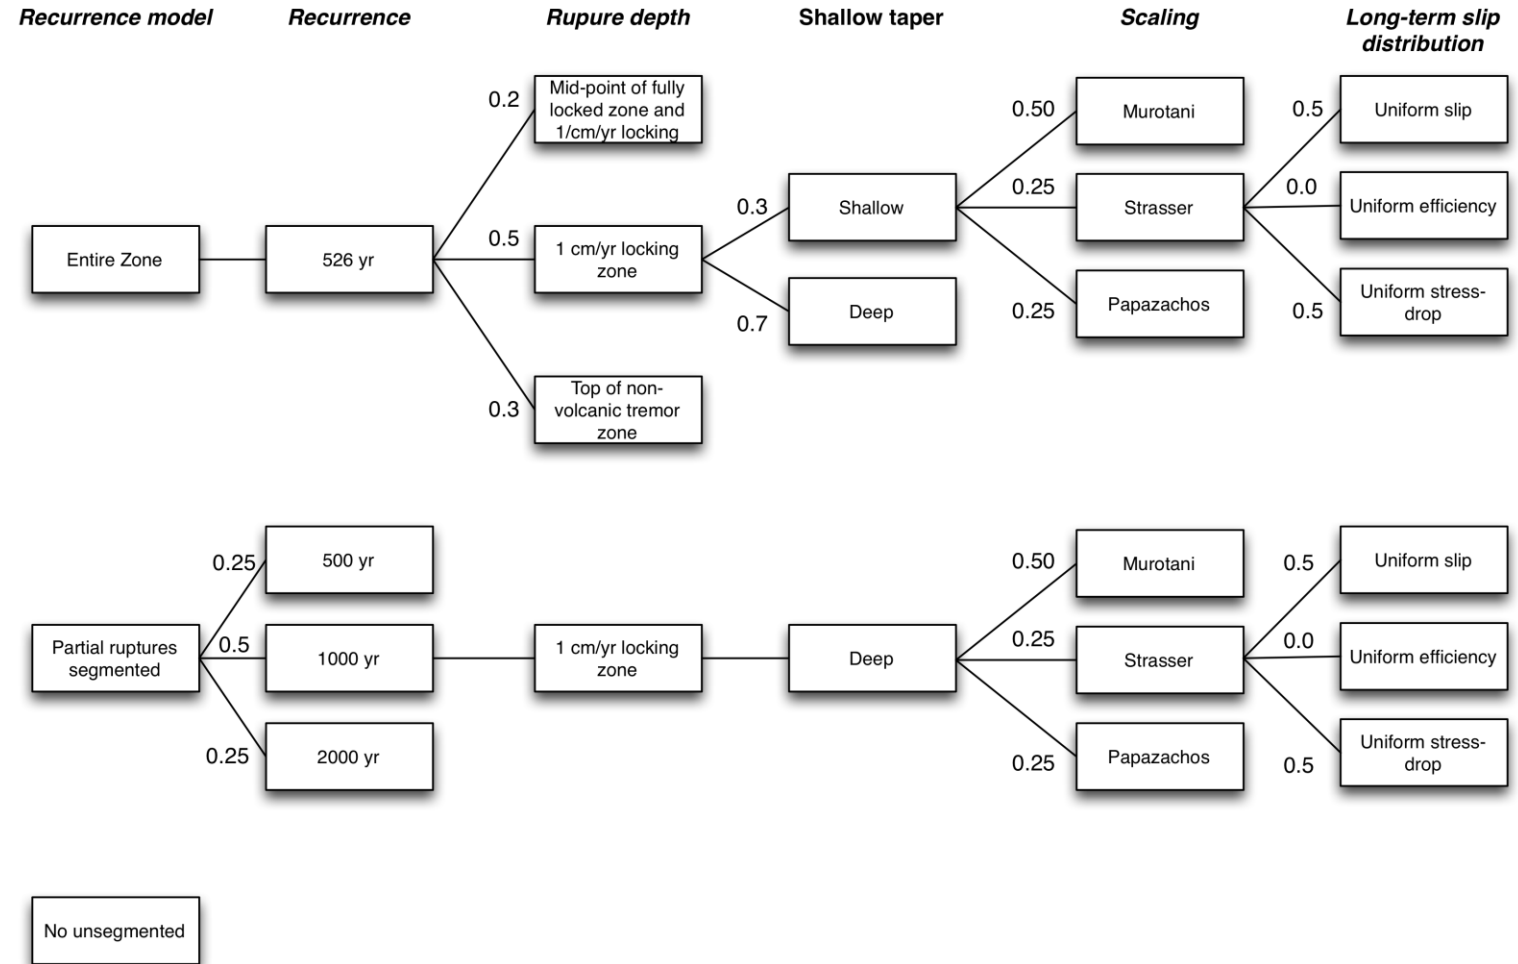 Recurrence model
Recurrence
Rupure depth
Shallow taper
Scaling
Long-term slip
distribution
Entire Zone
526 yr
0.2
Mid-point of fully
locked zone and
1/cm/yr locking
0.5
1 cm/yr locking
zone
0.3
Top of non-
volcanic tremor
zone
0.3
Shallow
0.7
Deep
0.50
Murotani
0.25
Strasser
0.25
Papazachos
0.5
Uniform slip
0.0
Uniform efficiency
0.5
Uniform stress-
drop
Partial ruptures
segmented
0.25
500 yr
0.5
1000 yr
0.25
2000 yr
1 cm/yr locking
zone
Deep
0.50
Murotani
0.25
Strasser
0.25
Papazachos
0.5
Uniform slip
0.0
Uniform efficiency
0.5
Uniform stress-
drop
No unsegmented